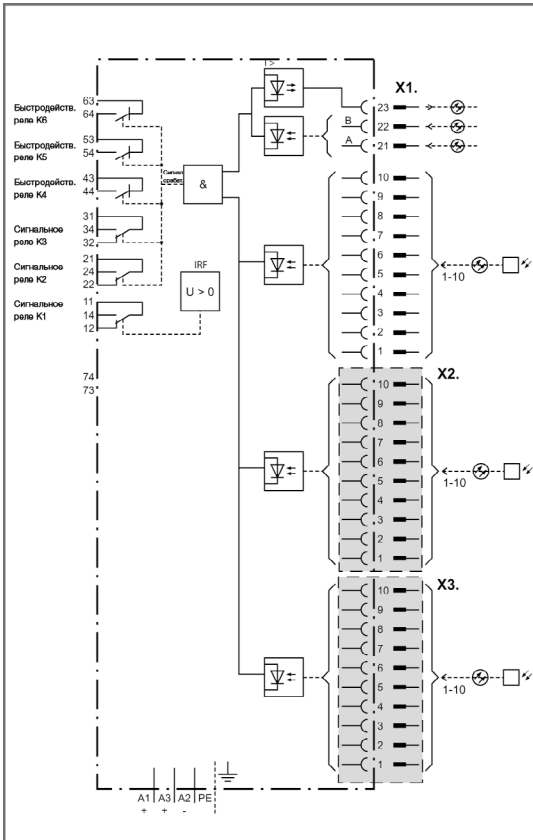 I>
X1.
63
Быстродейств.
64
реле K6
53
Быстродейств.
54
реле K5
43
Быстродейств.
44
реле K4
31
Сигнальное
34
реле K3
32
21
Сигнальное
24
реле K2
22
11
Сигнальное
14
реле K1
12
74
73
Сигнал
срабат.
&
IRF
U > 0
23
B
22
A
21
10
9
8
7
6
5
4
3
2
1
1-10
X2.
10
9
8
7
6
5
4
3
2
1
1-10
X3.
10
9
8
7
6
5
4
3
2
1
1-10
A1 A3 A2 PE
+ + -